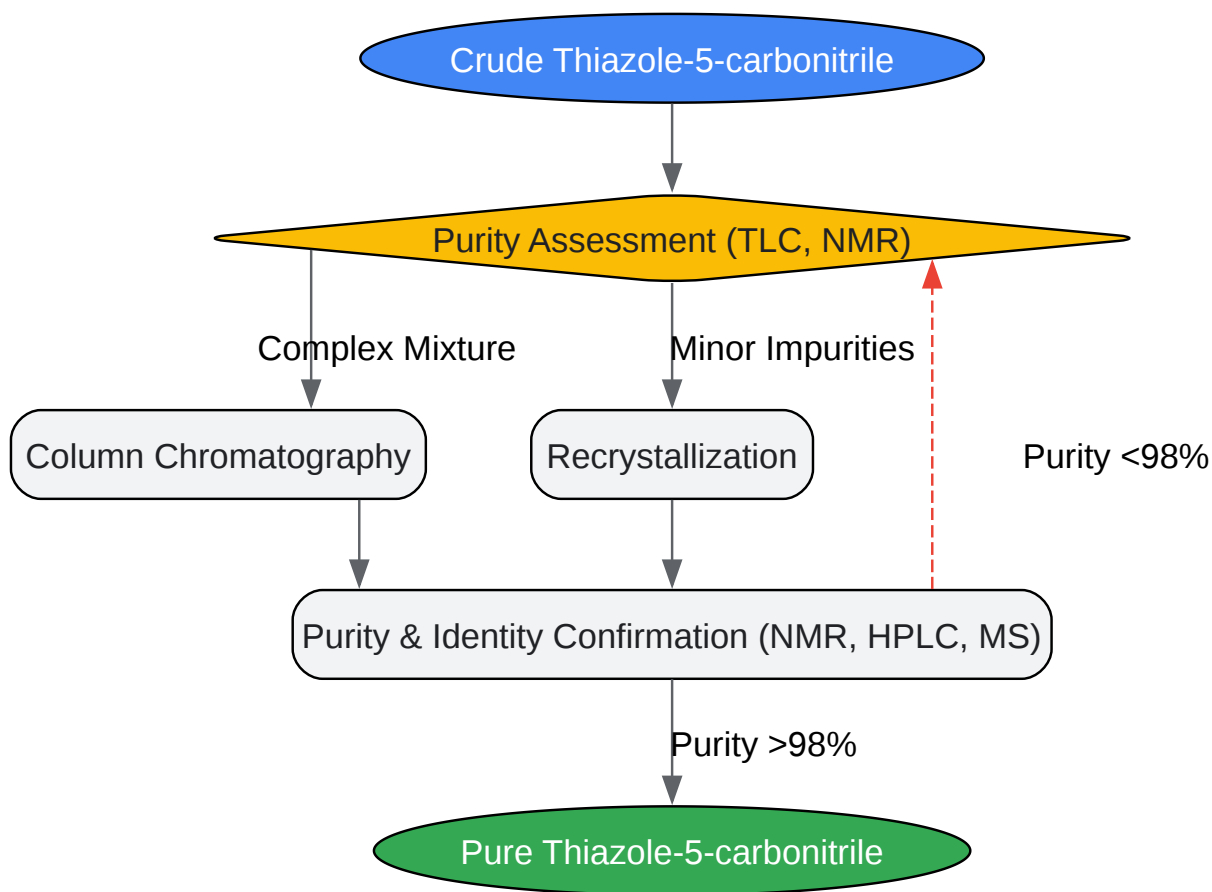 Crude Thiazole-5-carbonitrile
Purity Assessment (TLC, NMR)
Complex Mixture
Minor Impurities
Column Chromatography
Recrystallization
Purity <98%
Purity & Identity Confirmation (NMR, HPLC, MS)
Purity >98%
Pure Thiazole-5-carbonitrile